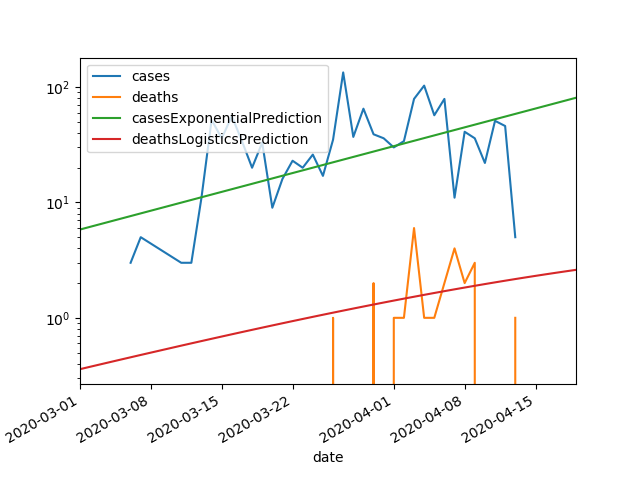 cases
deaths
casesExponentialPrediction
deathsLogisticsPrediction
10²
10¹
10⁰
2020-03-01
2020-03-08
2020-03-15
2020-03-22
2020-04-01
2020-04-08
2020-04-15
date